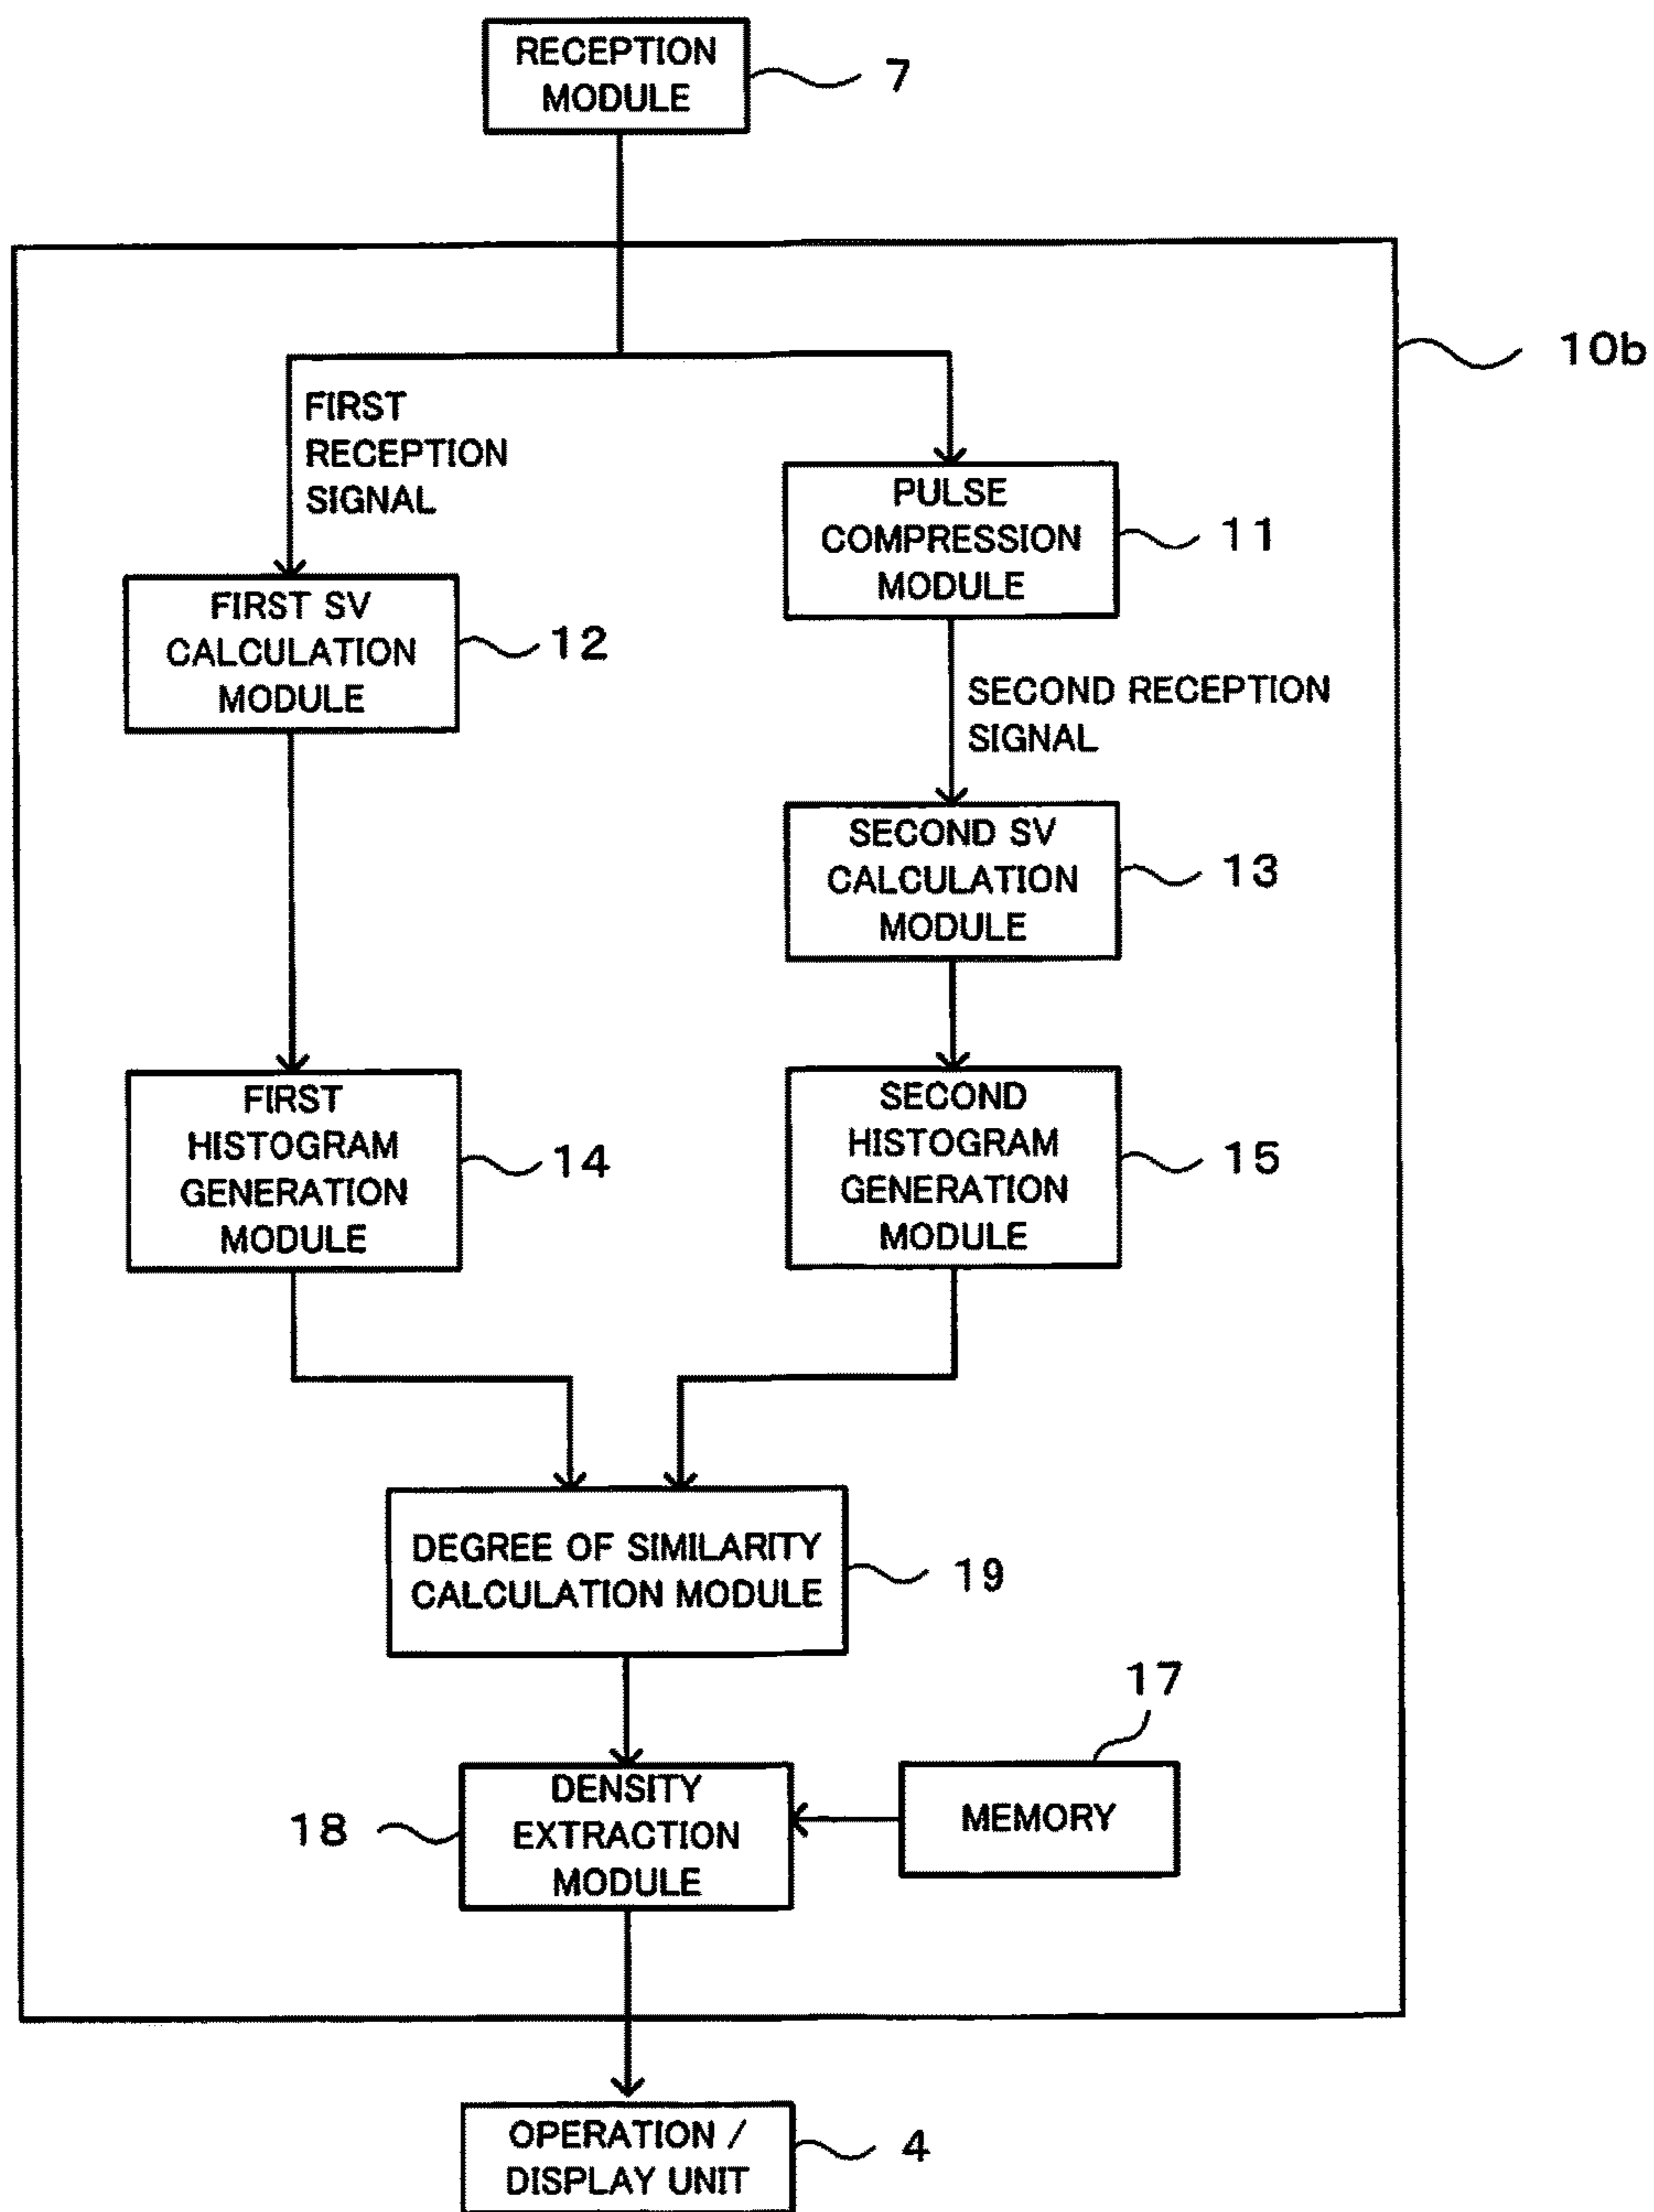 RECEPTION
MODULE
7
10b
FIRST
RECEPTION
SIGNAL
PULSE
COMPRESSION
MODULE
11
FIRST SV
CALCULATION
MODULE
12
SECOND RECEPTION
SIGNAL
SECOND SV
CALCULATION
MODULE
13
FIRST
HISTOGRAM
GENERATION
MODULE
14
SECOND
HISTOGRAM
GENERATION
MODULE
15
DEGREE OF SIMILARITY
CALCULATION MODULE
19
17
DENSITY
EXTRACTION
MODULE
18
MEMORY
OPERATION /
DISPLAY UNIT
4